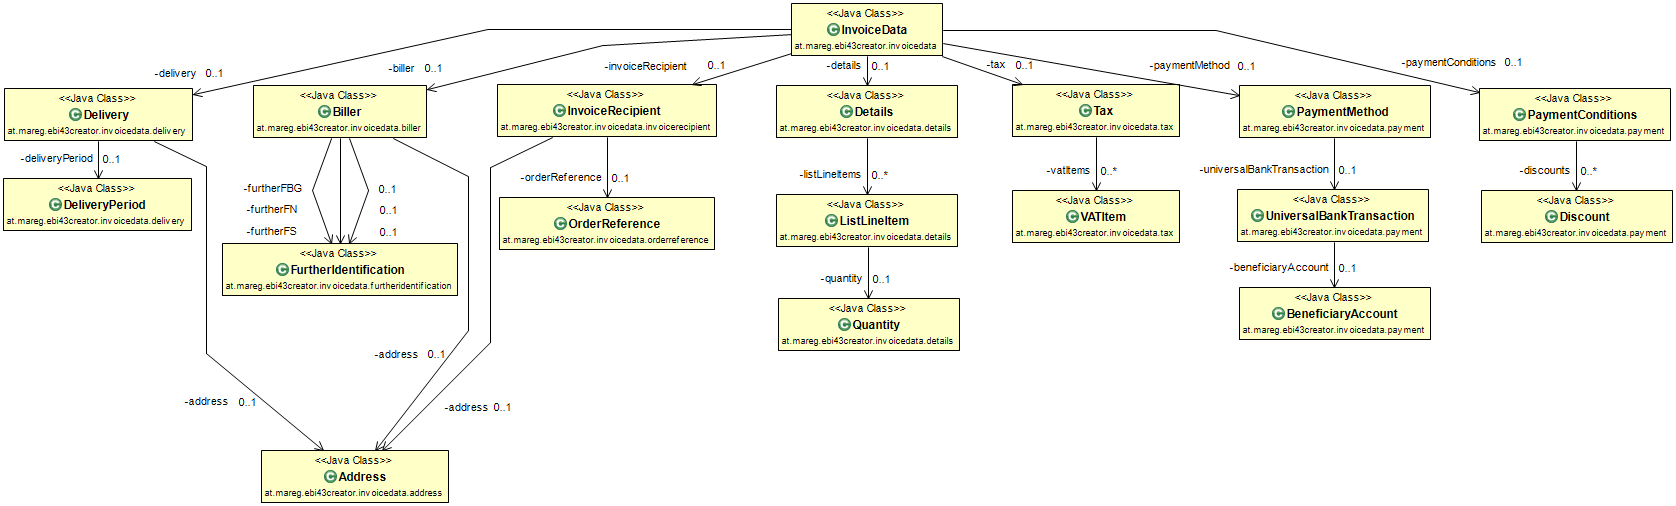 <<Java Class>>
InvoiceData
at.mareg.ebi43creator.invoicedata
-delivery 0..1
-biller 0..1
-invoiceRecipient 0..1
-details 0..1
-tax 0..1
-paymentMethod 0..1
-paymentConditions 0..1
<<Java Class>>
Delivery
at.mareg.ebi43creator.invoicedata.delivery
<<Java Class>>
Biller
at.mareg.ebi43creator.invoicedata.biller
<<Java Class>>
InvoiceRecipient
at.mareg.ebi43creator.invoicedata.invoicerecipient
<<Java Class>>
Details
at.mareg.ebi43creator.invoicedata.details
<<Java Class>>
Tax
at.mareg.ebi43creator.invoicedata.tax
<<Java Class>>
PaymentMethod
at.mareg.ebi43creator.invoicedata.payment
<<Java Class>>
PaymentConditions
at.mareg.ebi43creator.invoicedata.payment
-deliveryPeriod 0..1
-furtherFBG 0..1
-furtherFN 0..1
-furtherFS 0..1
-orderReference 0..1
-listLineItems 0..*
-vatItems 0..*
-universalBankTransaction 0..1
-discounts 0..*
<<Java Class>>
DeliveryPeriod
at.mareg.ebi43creator.invoicedata.delivery
<<Java Class>>
FurtherIdentification
at.mareg.ebi43creator.invoicedata.furtheridentification
<<Java Class>>
OrderReference
at.mareg.ebi43creator.invoicedata.orderreference
<<Java Class>>
ListLineItem
at.mareg.ebi43creator.invoicedata.details
<<Java Class>>
VATItem
at.mareg.ebi43creator.invoicedata.tax
<<Java Class>>
UniversalBankTransaction
at.mareg.ebi43creator.invoicedata.payment
<<Java Class>>
Discount
at.mareg.ebi43creator.invoicedata.payment
-quantity 0..1
-beneficiaryAccount 0..1
<<Java Class>>
Quantity
at.mareg.ebi43creator.invoicedata.details
<<Java Class>>
BeneficiaryAccount
at.mareg.ebi43creator.invoicedata.payment
-address 0..1
-address 0..1
-address 0..1
<<Java Class>>
Address
at.mareg.ebi43creator.invoicedata.address